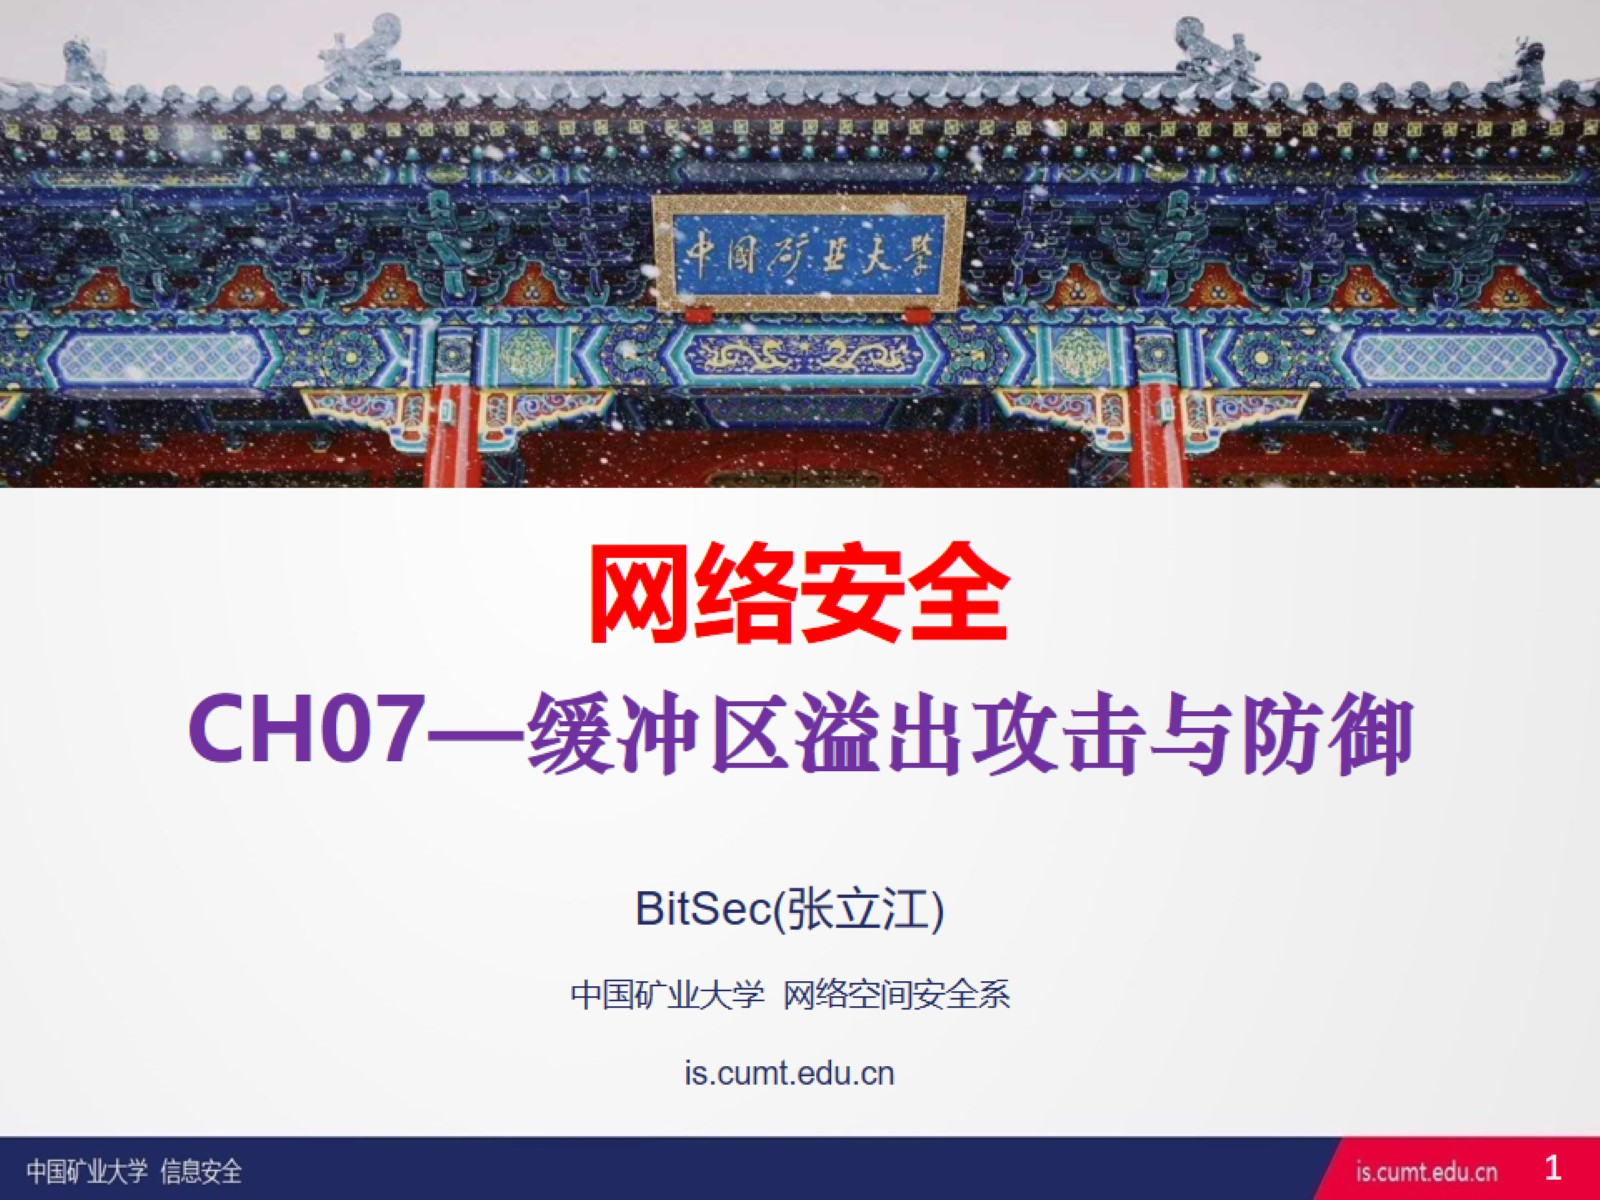 中国矿业大學
网络安全
CH07—缓冲区溢出攻击与防御
BitSec(张立江)
中国矿业大学 网络空间安全系
is.cumt.edu.cn
中国矿业大学 信息安全
is.cumt.edu.cn
1